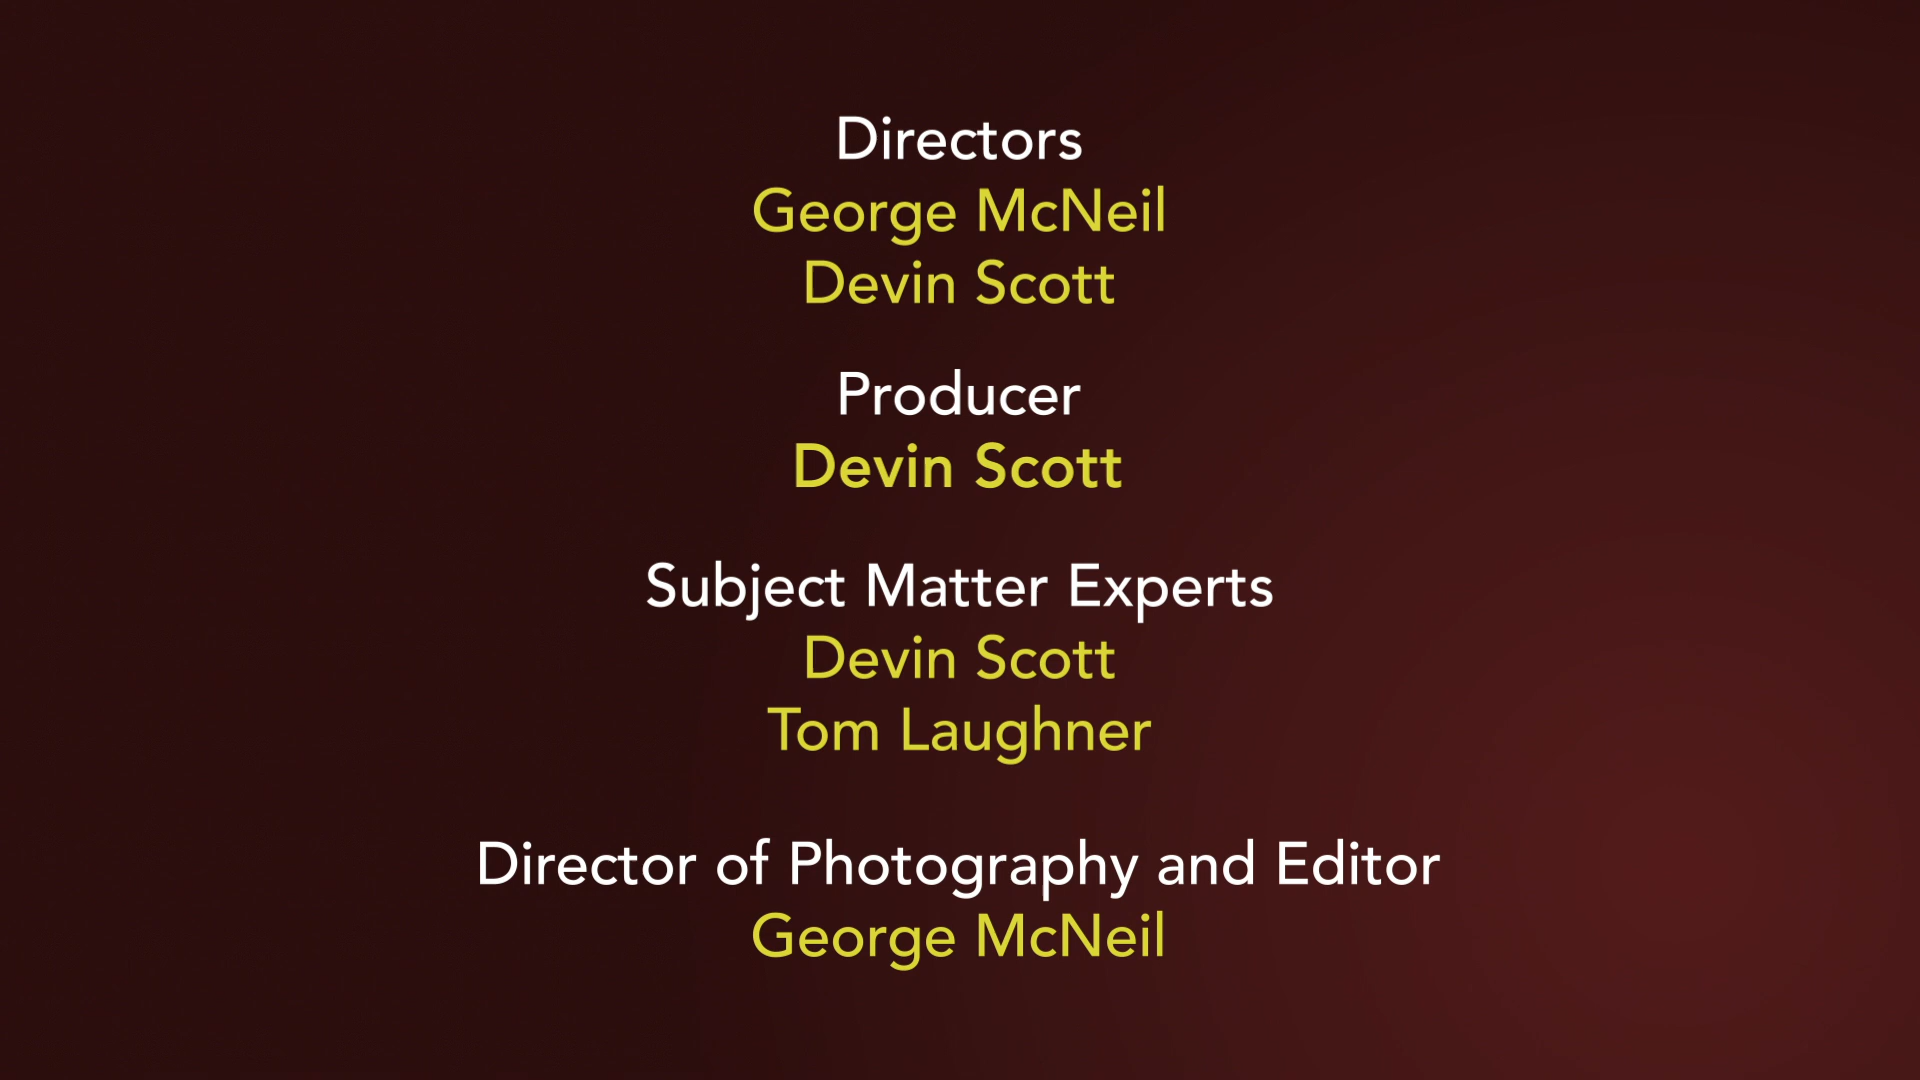 Directors
George McNeil
Devin Scott
Producer
Devin Scott
Subject Matter Experts
Devin Scott
Tom Laughner
Director of Photography and Editor
George McNeil